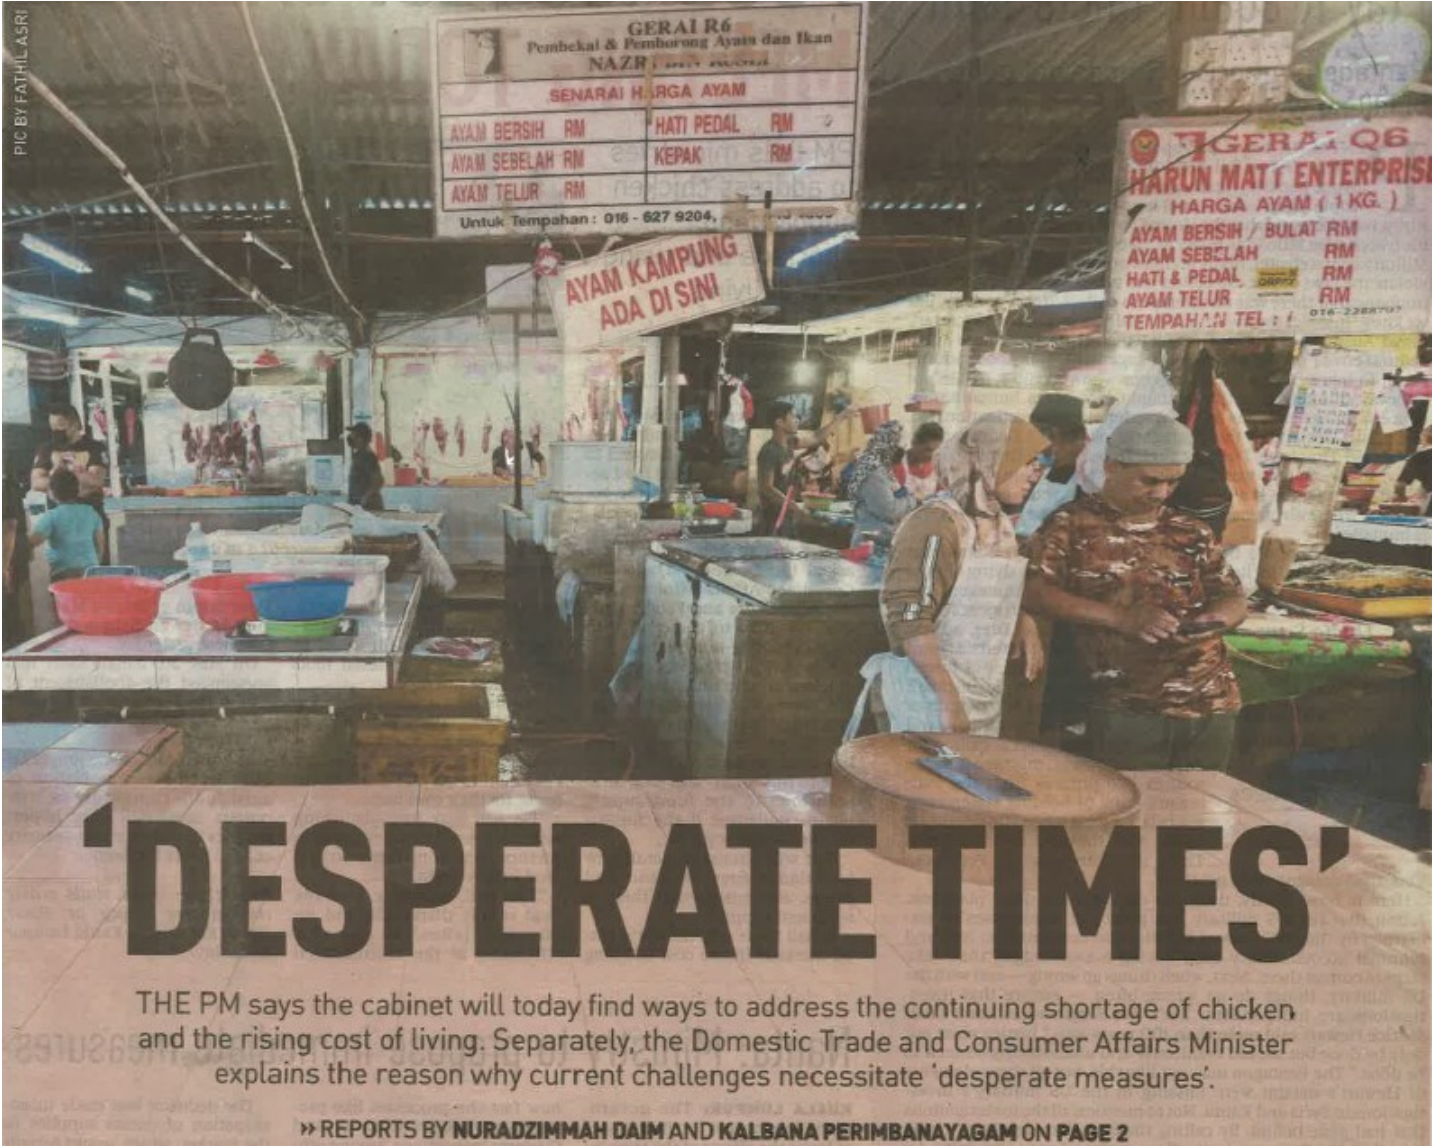 PIC BY FATHIL ASRI
GERAI R6
Pembekal & Pemborong Ayam dan Ikan
SENARAI HARGA AYAM
AYAM BERSIH RM
HATI PEDAL RM
AYAM SEBELAH RM
KEPAK RM
AYAM TELUR RM
Untuk Tempahan : 016 - 627 9204,
AYAM KAMPUNG
ADA DI SINI
GERAI Q6
HARUN MATT ENTERPRISE
HARGA AYAM ( 1 KG. )
AYAM BERSIH / BULAT RM
AYAM SEBELAH RM
HATI & PEDAL RM
AYAM TELUR RM
TEMPAHAN TEL :
'DESPERATE TIMES'
THE PM says the cabinet will today find ways to address the continuing shortage of chicken
and the rising cost of living. Separately, the Domestic Trade and Consumer Affairs Minister
explains the reason why current challenges necessitate 'desperate measures'.
» REPORTS BY NURADZIMMAH DAIM AND KALBANA PERIMBANAYAGAM ON PAGE 2